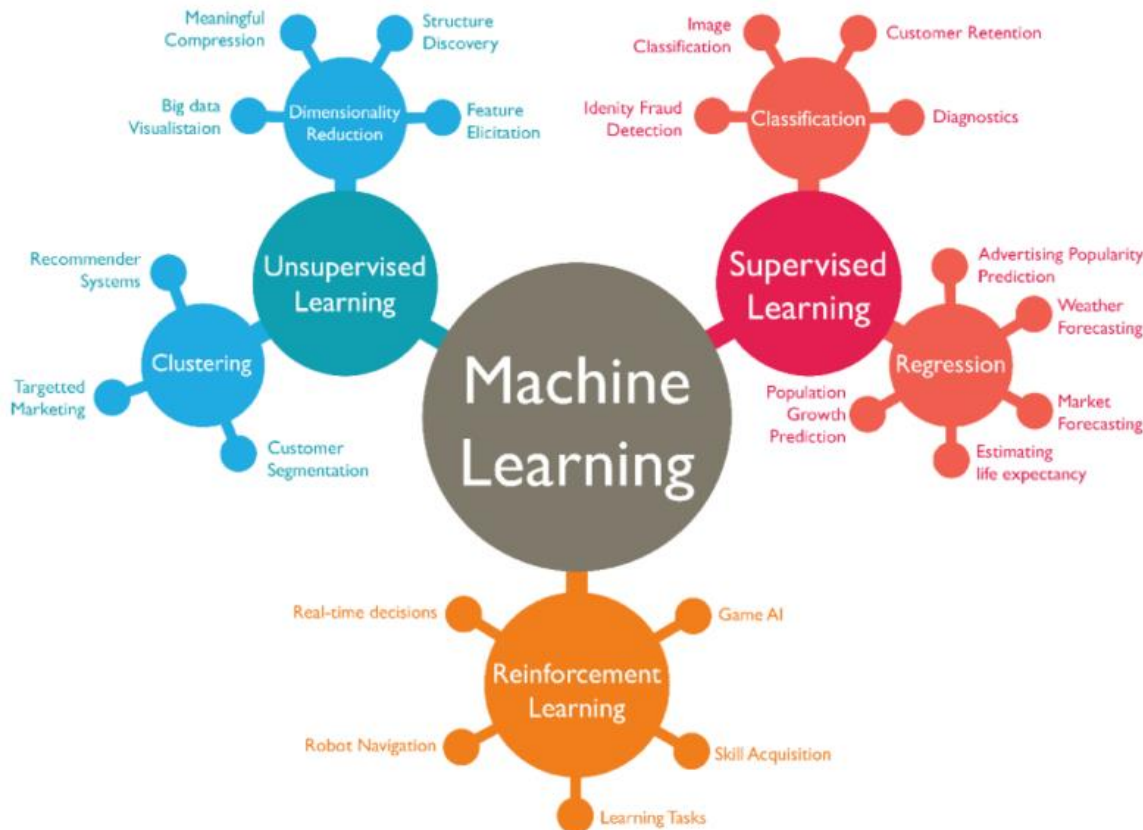 Meaningful
Compression
Structure
Discovery
Big data
Visualistaion
Dimensionality
Reduction
Feature
Elicitation
Image
Classification
Customer Retention
Idenity Fraud
Detection
Classification
Diagnostics
Unsupervised
Learning
Recommender
Systems
Clustering
Targetted
Marketing
Customer
Segmentation
Machine
Learning
Supervised
Learning
Advertising Popularity
Prediction
Weather
Forecasting
Regression
Population
Growth
Prediction
Market
Forecasting
Estimating
life expectancy
Real-time decisions
Game AI
Reinforcement
Learning
Robot Navigation
Skill Acquisition
Learning Tasks